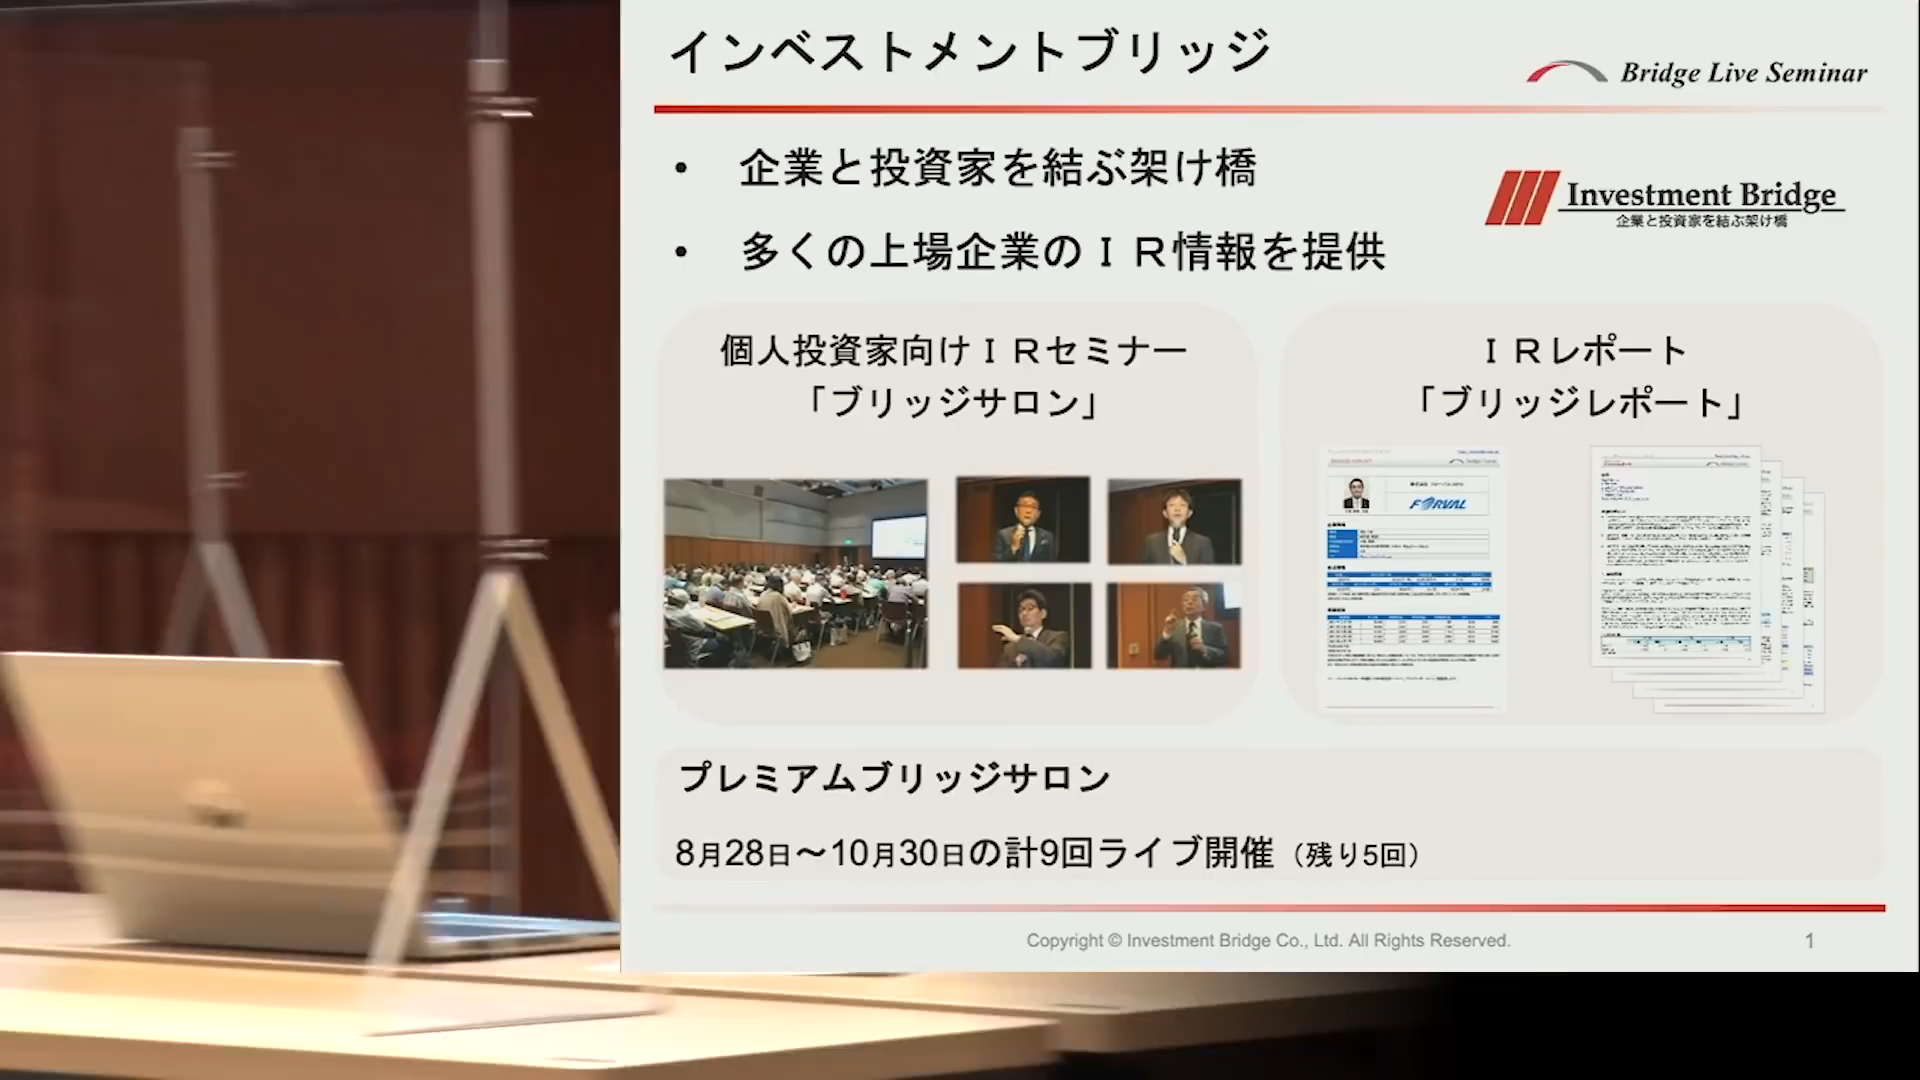 インベストメントブリッジ
Bridge Live Seminar
• 企業と投資家を結ぶ架け橋
• 多くの上場企業のＩＲ情報を提供
Investment Bridge
企業と投資家を結ぶ架け橋
個人投資家向けＩＲセミナー
「ブリッジサロン」
ＩＲレポート
「ブリッジレポート」
FORVAL
プレミアムブリッジサロン
8月28日～10月30日の計9回ライブ開催（残り5回）
Copyright © Investment Bridge Co., Ltd. All Rights Reserved.
1